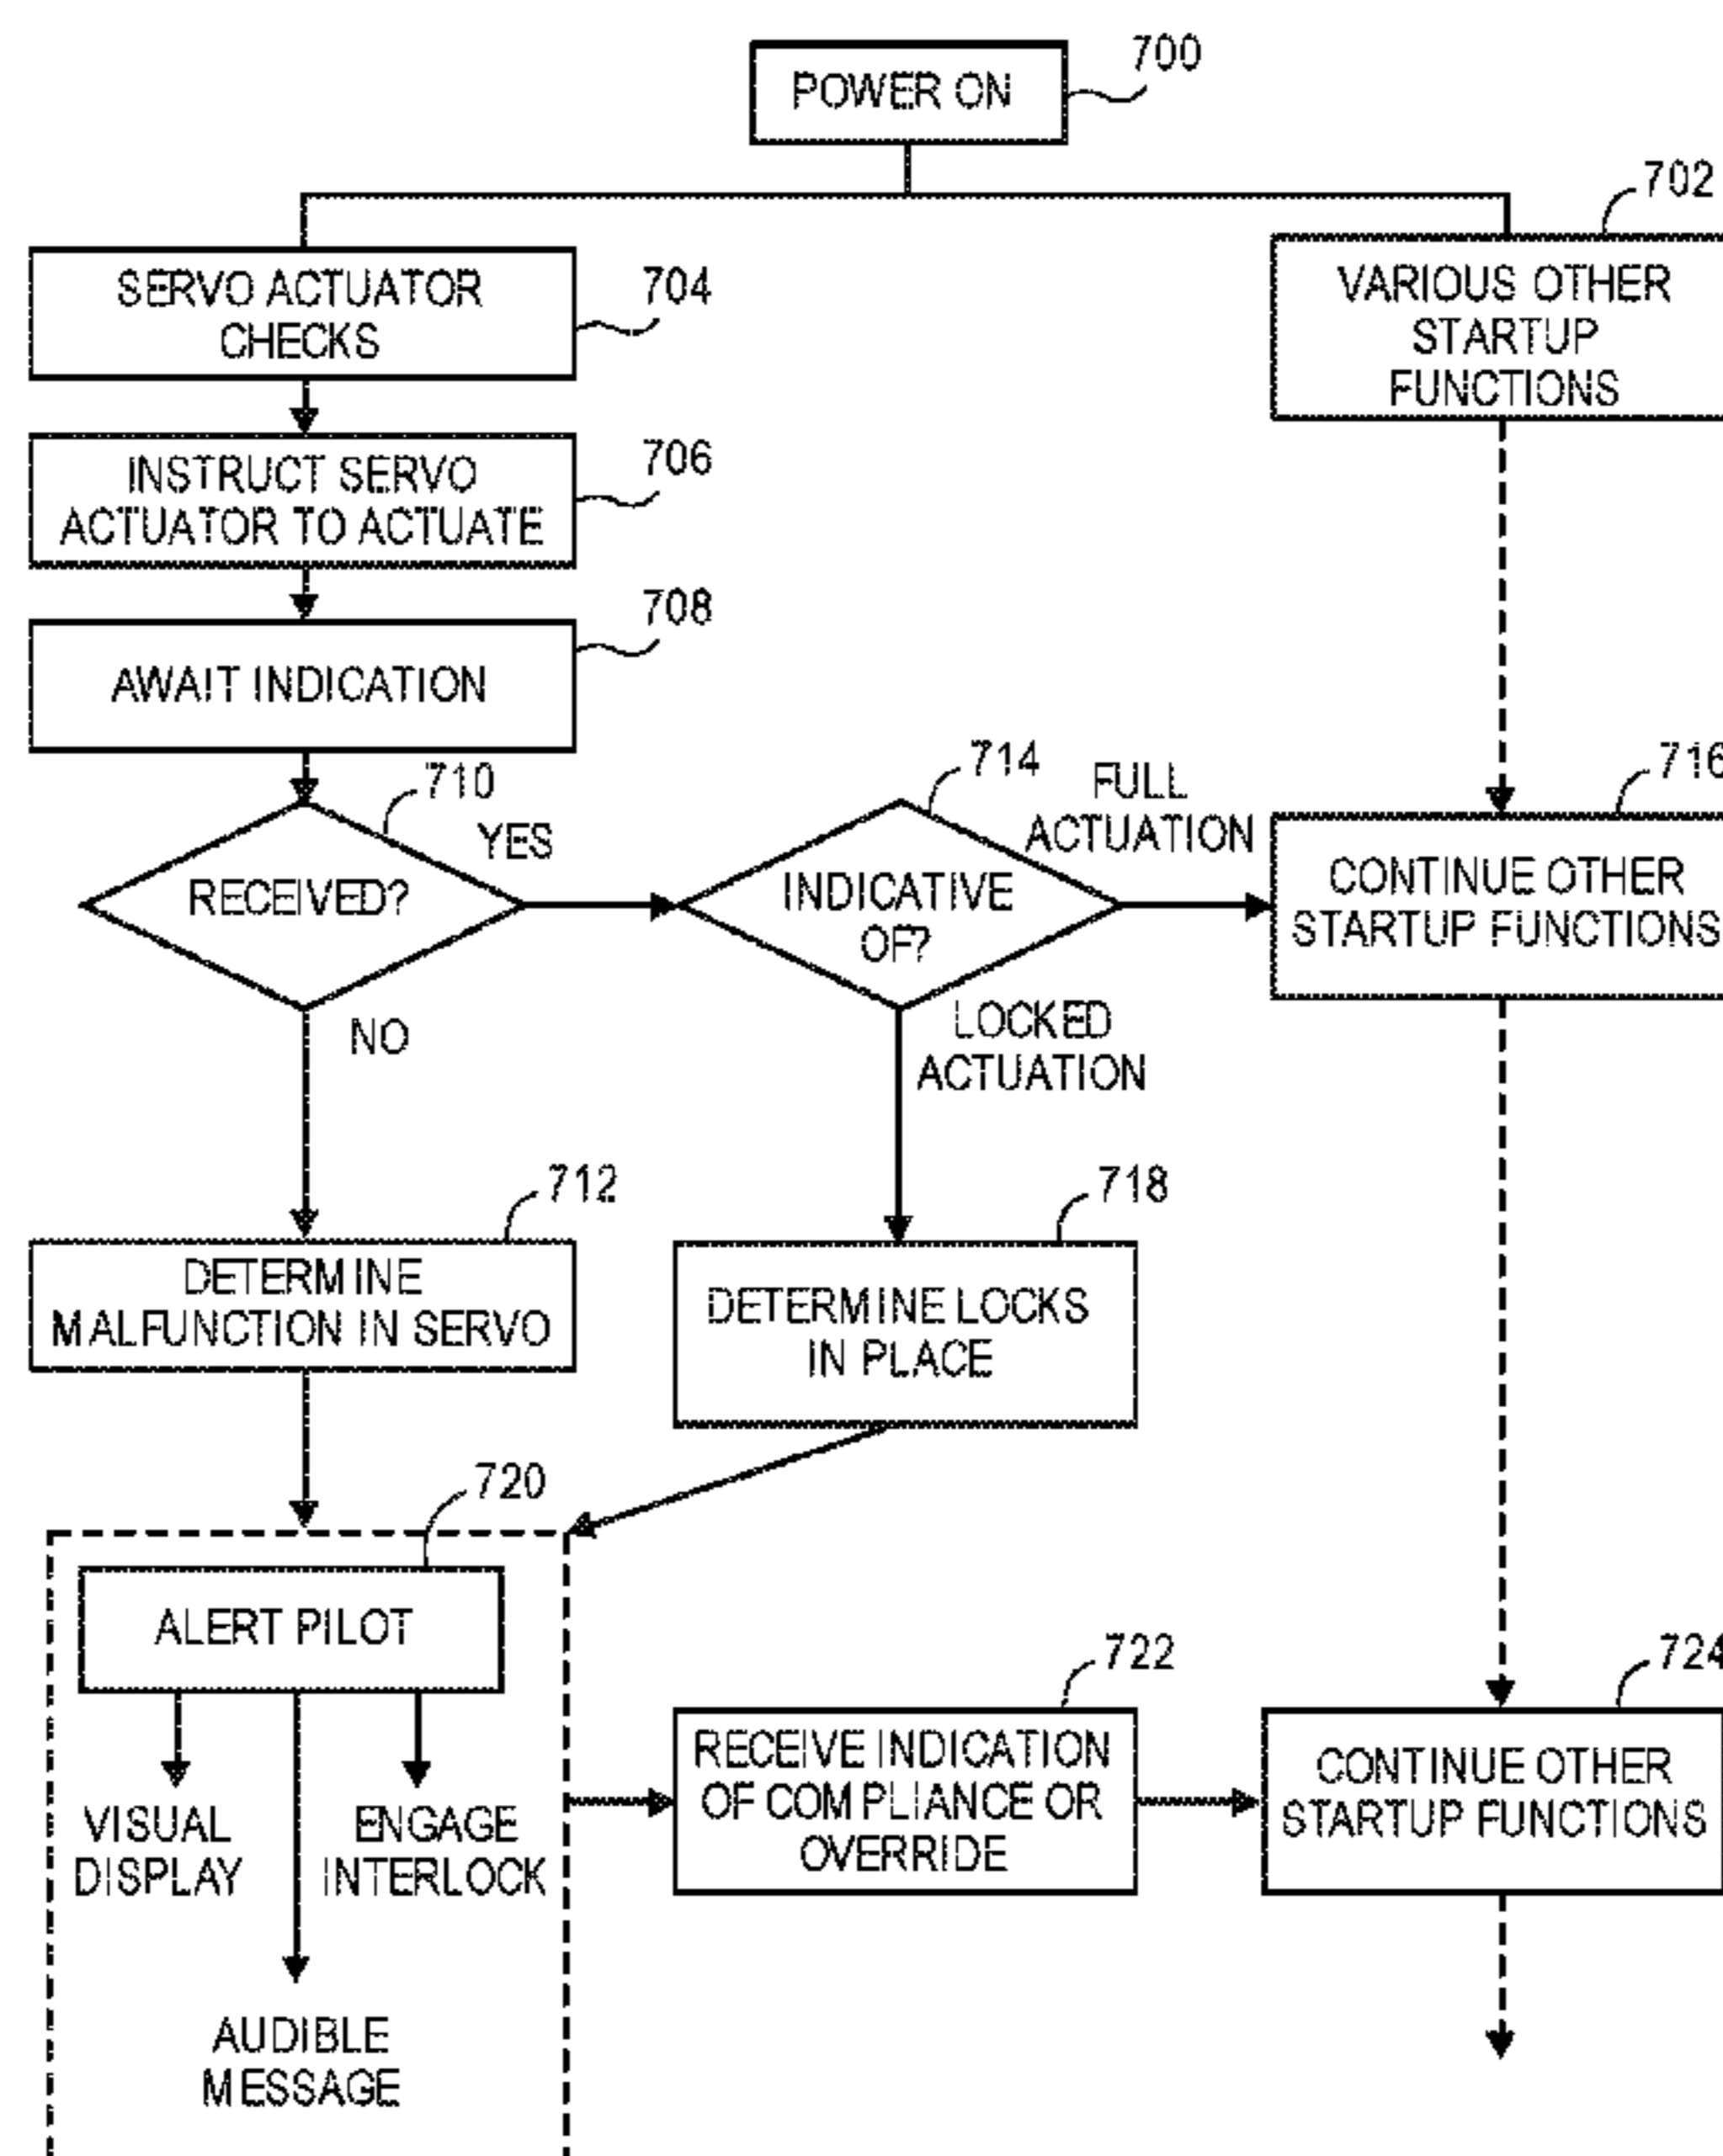 700
POWER ON
702
SERVO ACTUATOR
CHECKS
704
VARIOUS OTHER
STARTUP
FUNCTIONS
INSTRUCT SERVO
ACTUATOR TO ACTUATE
706
AWAIT INDICATION
708
710
YES
RECEIVED?
NO
714
FULL
ACTUATION
INDICATIVE
OF?
LOCKED
ACTUATION
716
CONTINUE OTHER
STARTUP FUNCTIONS
712
DETERMINE
MALFUNCTION IN SERVO
718
DETERMINE LOCKS
IN PLACE
720
ALERT PILOT
VISUAL
DISPLAY
ENGAGE
INTERLOCK
AUDIBLE
MESSAGE
722
RECEIVE INDICATION
OF COMPLIANCE OR
OVERRIDE
724
CONTINUE OTHER
STARTUP FUNCTIONS